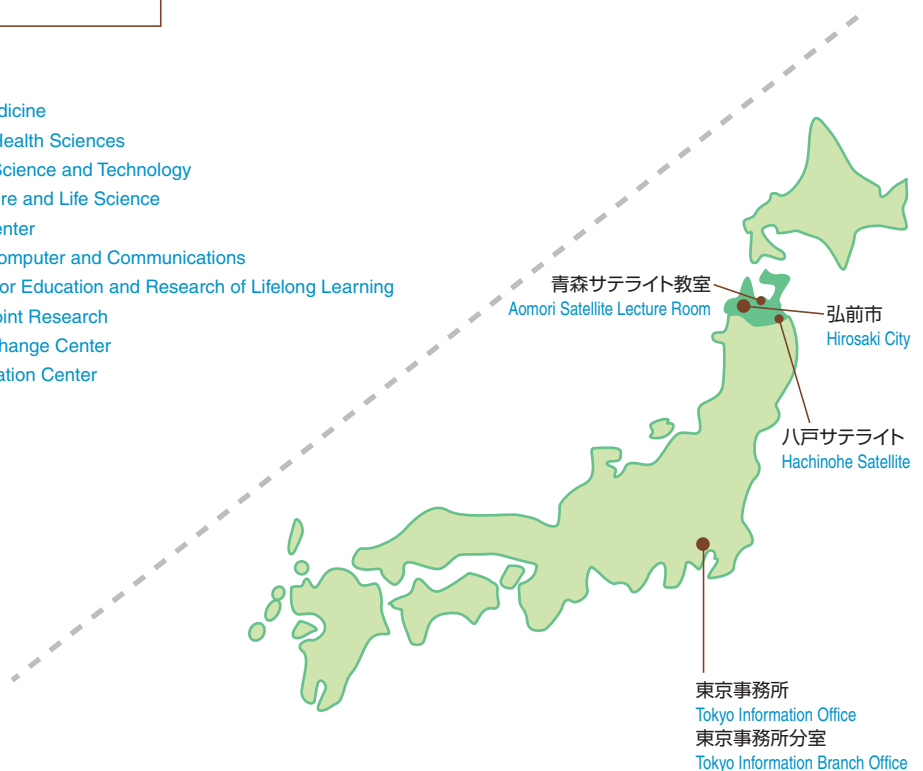 dicine
Health Sciences
Science and Technology
re and Life Science
enter
omputer and Communications
or Education and Research of Lifelong Learning
oint Research
hange Center
ation Center
青森サテライト教室
Aomori Satellite Lecture Room
弘前市
Hirosaki City
八戸サテライト
Hachinohe Satellite
東京事務所
Tokyo Information Office
東京事務所分室
Tokyo Information Branch Office